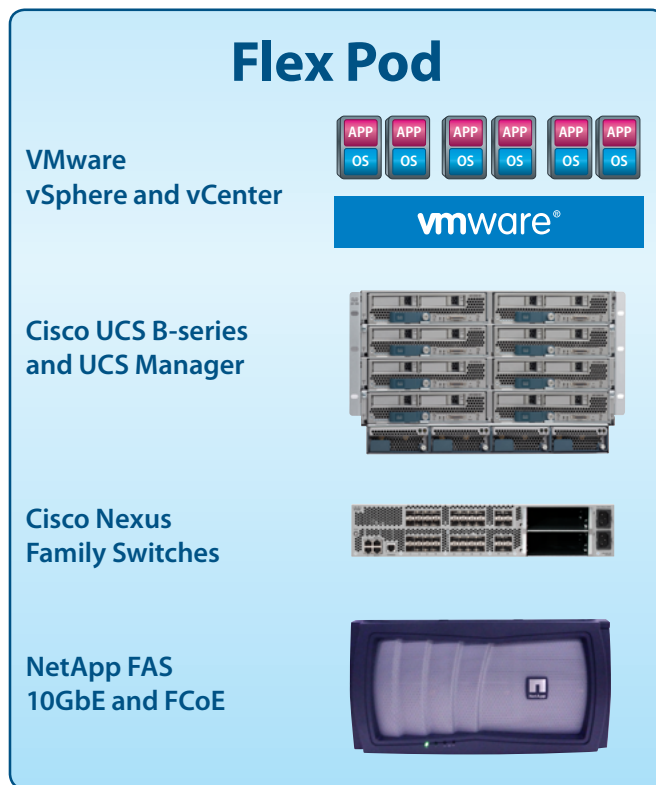 Flex Pod
VMware
vSphere and vCenter
APP APP APP APP APP APP
OS OS OS OS OS OS
vmware®
Cisco UCS B-series
and UCS Manager
Cisco Nexus
Family Switches
NetApp FAS
10GbE and FCoE
NetApp